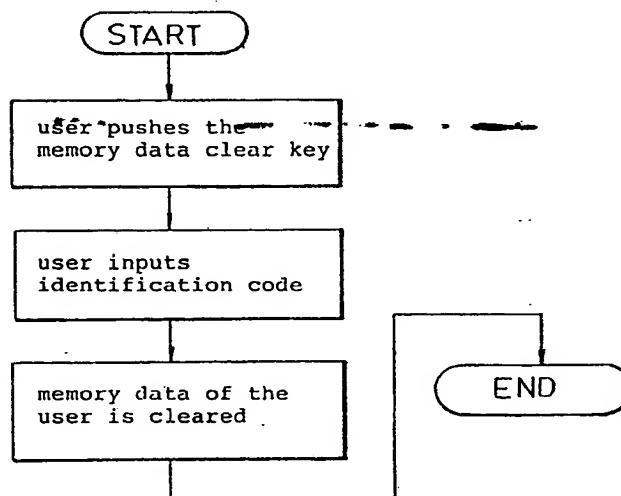 START
user pushes the
memory data clear key
user inputs
identification code
memory data of the
user is cleared
END